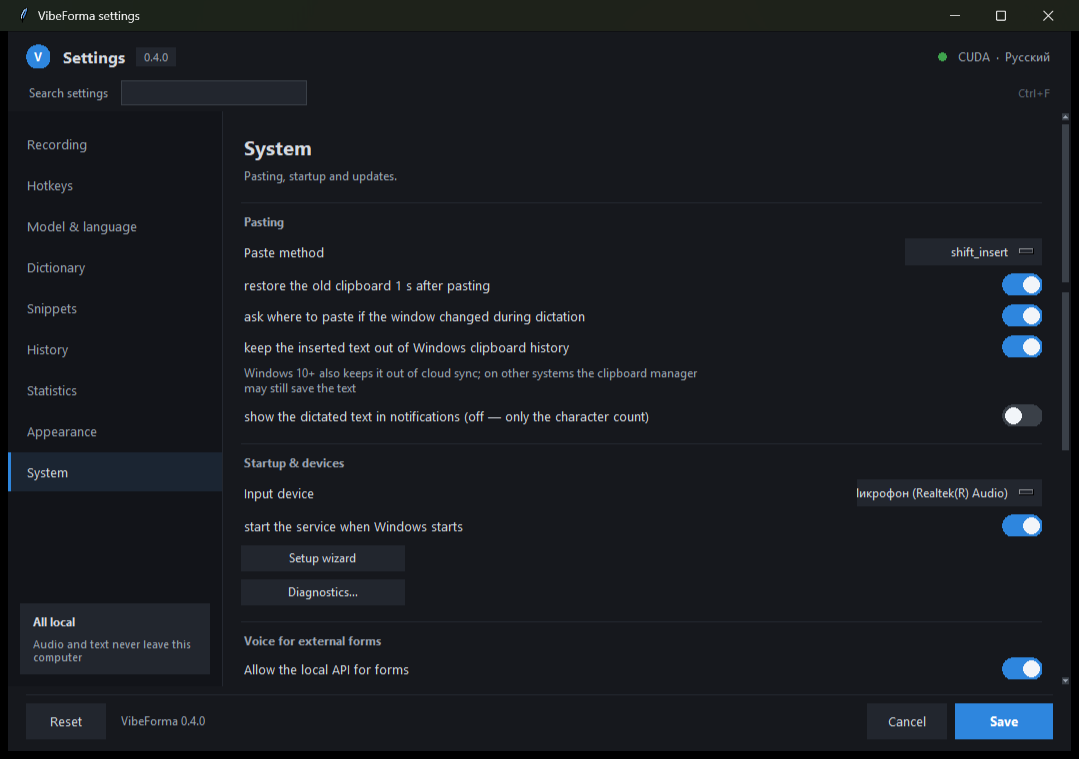 VibeForma settings
V Settings 0.4.0
CUDA · Русский
Search settings
Ctrl+F
Recording
Hotkeys
Model & language
Dictionary
Snippets
History
Statistics
Appearance
System
All local
Audio and text never leave this
computer
System
Pasting, startup and updates.
Pasting
Paste method shift_insert
restore the old clipboard 1 s after pasting
ask where to paste if the window changed during dictation
keep the inserted text out of Windows clipboard history
Windows 10+ also keeps it out of cloud sync; on other systems the clipboard manager
may still save the text
show the dictated text in notifications (off — only the character count)
Startup & devices
Input device Микрофон (Realtek(R) Audio)
start the service when Windows starts
Setup wizard
Diagnostics...
Voice for external forms
Allow the local API for forms
Reset VibeForma 0.4.0 Cancel Save